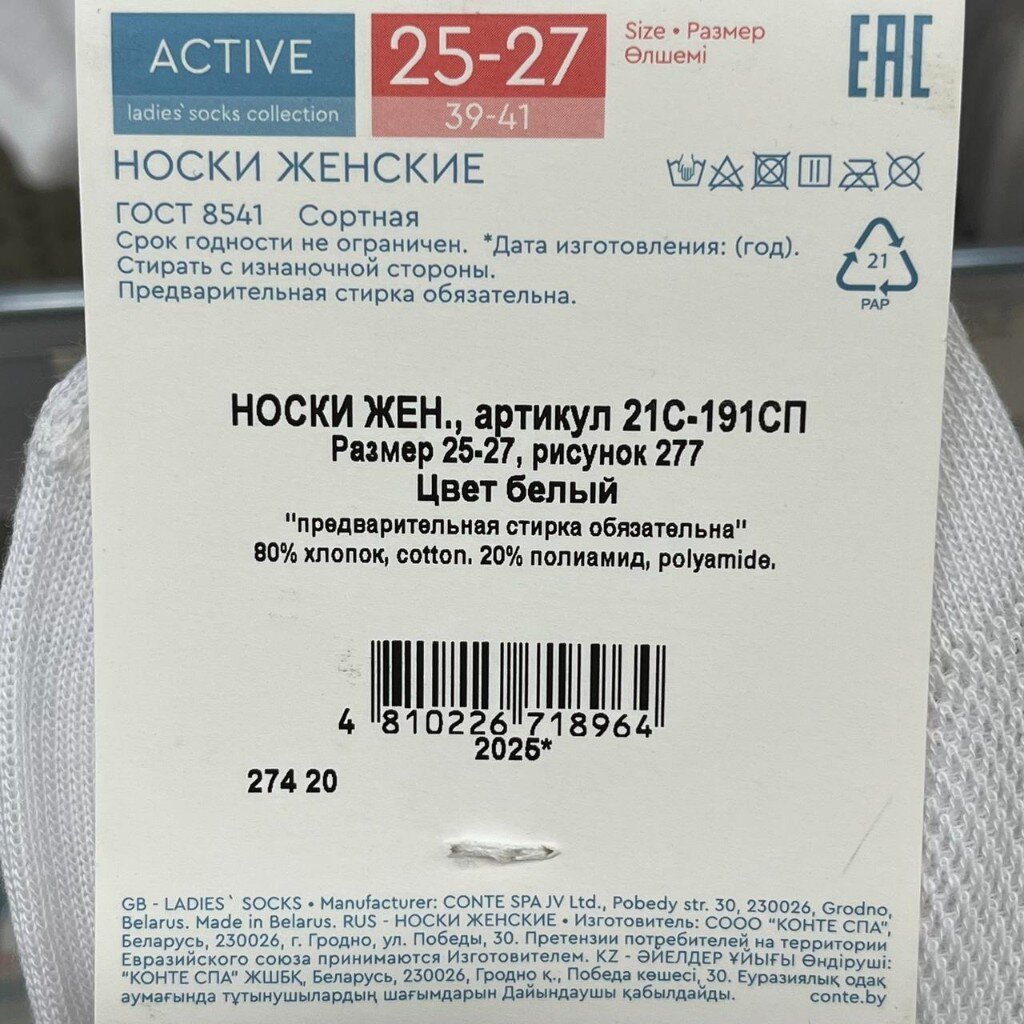 ACTIVE
ladies` socks collection
25-27
39-41
Size • Размер
Өлшемі
EAC
НОСКИ ЖЕНСКИЕ
ГОСТ 8541 Сортная
Срок годности не ограничен. *Дата изготовления: (год).
Стирать с изнаночной стороны.
Предварительная стирка обязательна.
21
PAP
НОСКИ ЖЕН., артикул 21С-191СП
Размер 25-27, рисунок 277
Цвет белый
"предварительная стирка обязательна"
80% хлопок, cotton. 20% полиамид, polyamide.
4 810226 718964
2025*
274 20
GB - LADIES` SOCKS • Manufacturer: CONTE SPA JV Ltd., Pobedy str. 30, 230026, Grodno,
Belarus. Made in Belarus. RUS - НОСКИ ЖЕНСКИЕ • Изготовитель: СООО "КОНТЕ СПА",
Беларусь, 230026, г. Гродно, ул. Победы, 30. Претензии потребителей на территории
Евразийского союза принимаются Изготовителем. KZ - ӘЙЕЛДЕР ҰЙЫҒЫ Өндіруші:
"КОНТЕ СПА" ЖШБК, Беларусь, 230026, Гродно қ., Победа көшесі, 30. Еуразиялық одақ
аумағында тұтынушылардың шағымдарын Дайындаушы қабылдайды. conte.by